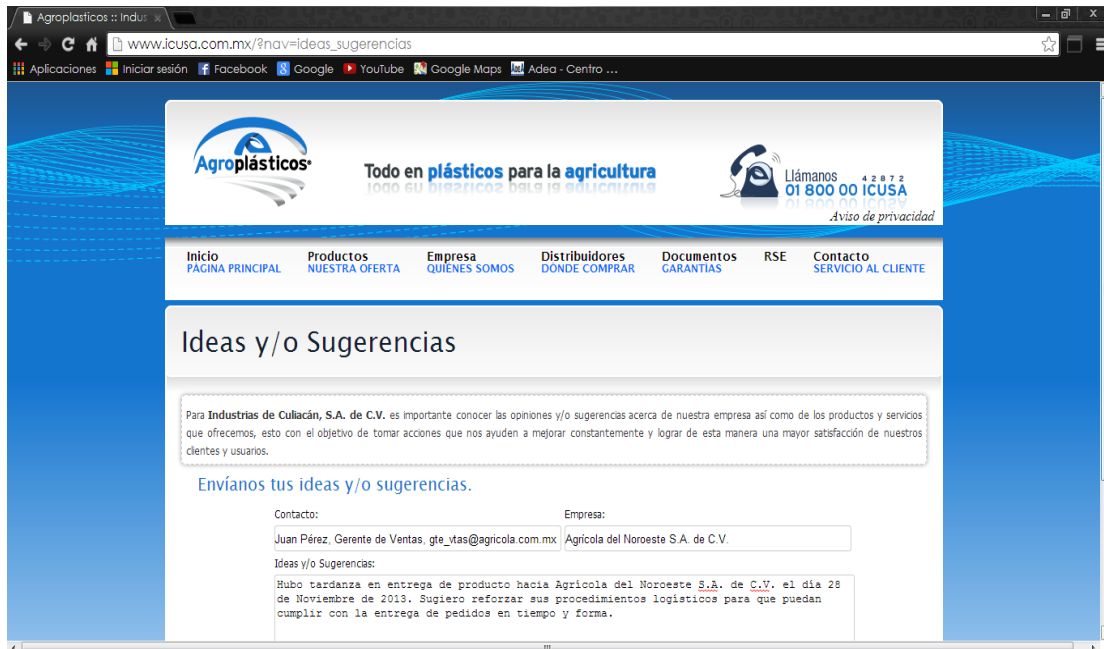 Agroplasticos :: Indus
www.icusa.com.mx/?nav=ideas_sugerencias
Aplicaciones Iniciar sesión Facebook Google YouTube Google Maps Adea - Centro ...
Agroplásticos
Todo en plásticos para la agricultura
Llámanos 42872
01 800 00 ICUSA
Aviso de privacidad
Inicio Productos Empresa Distribuidores Documentos RSE Contacto
PÁGINA PRINCIPAL NUESTRA OFERTA QUIÉNES SOMOS DÓNDE COMPRAR GARANTÍAS SERVICIO AL CLIENTE
Ideas y/o Sugerencias
Para Industrias de Culiacán, S.A. de C.V. es importante conocer las opiniones y/o sugerencias acerca de nuestra empresa así como de los productos y servicios
que ofrecemos, esto con el objetivo de tomar acciones que nos ayuden a mejorar constantemente y lograr de esta manera una mayor satisfacción de nuestros
clientes y usuarios.
Envíanos tus ideas y/o sugerencias.
Contacto: Empresa:
Juan Pérez, Gerente de Ventas, gte_vtas@agricola.com.mx Agrícola del Noroeste S.A. de C.V.
Ideas y/o Sugerencias:
Hubo tardanza en entrega de producto hacia Agrícola del Noroeste S.A. de C.V. el día 28
de Noviembre de 2013. Sugiero reforzar sus procedimientos logísticos para que puedan
cumplir con la entrega de pedidos en tiempo y forma.